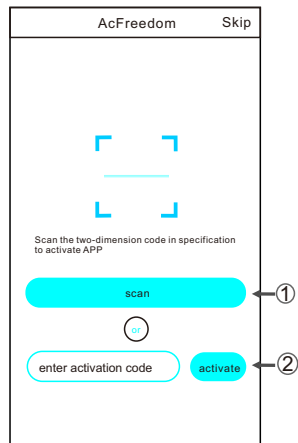 AcFreedom Skip
Scan the two-dimension code in specification
to activate APP
scan
①
or
enter activation code activate
②